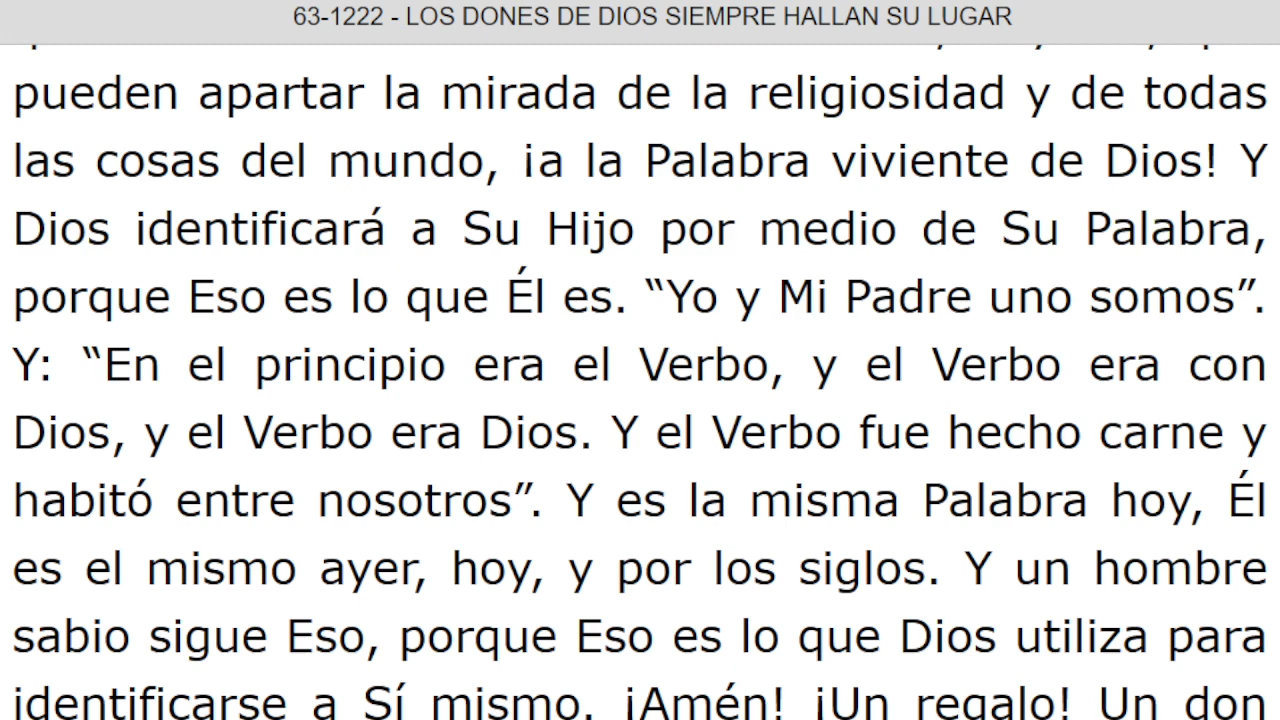 63-1222 - LOS DONES DE DIOS SIEMPRE HALLAN SU LUGAR
pueden apartar la mirada de la religiosidad y de todas
las cosas del mundo, ¡a la Palabra viviente de Dios! Y
Dios identificará a Su Hijo por medio de Su Palabra,
porque Eso es lo que Él es. “Yo y Mi Padre uno somos”.
Y: “En el principio era el Verbo, y el Verbo era con
Dios, y el Verbo era Dios. Y el Verbo fue hecho carne y
habitó entre nosotros”. Y es la misma Palabra hoy, Él
es el mismo ayer, hoy, y por los siglos. Y un hombre
sabio sigue Eso, porque Eso es lo que Dios utiliza para
identificarse a Sí mismo. ¡Amén! ¡Un regalo! Un don